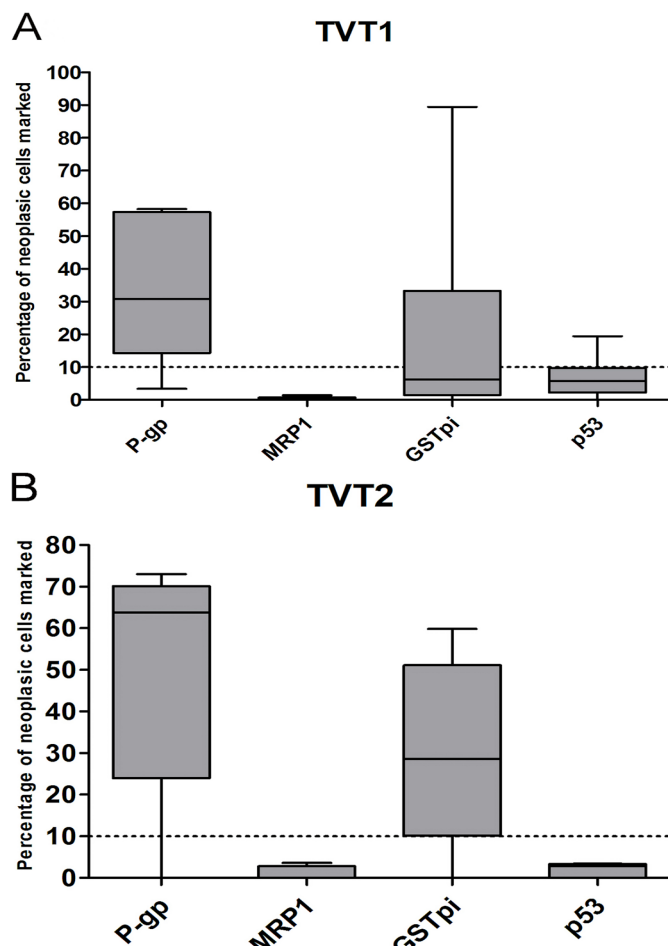 A
TVT1
Percentage of neoplasic cells marked
100
90
80
70
60
50
40
30
20
10
0
P-gp
MRP1
GSTpi
p53
B
TVT2
Percentage of neoplasic cells marked
80
70
60
50
40
30
20
10
0
P-gp
MRP1
GSTpi
p53